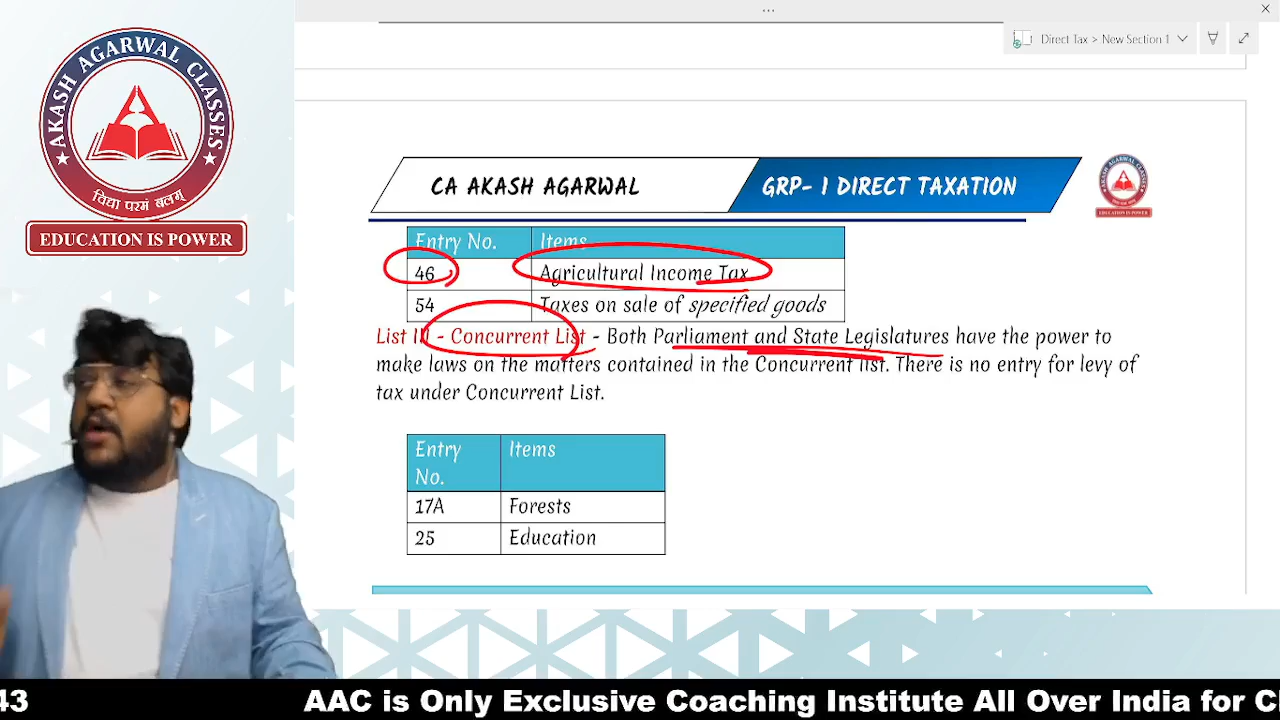 ...
Direct Tax > New Section 1
AKASH AGARWAL CLASSES
विद्या परमं बलम्
EDUCATION IS POWER
CA AKASH AGARWAL
GRP- 1 DIRECT TAXATION
Entry No. Items
46 Agricultural Income Tax
54 Taxes on sale of specified goods
List III - Concurrent List - Both Parliament and State Legislatures have the power to
make laws on the matters contained in the Concurrent list. There is no entry for levy of
tax under Concurrent List.
Entry No. Items
17A Forests
25 Education
43 AAC is Only Exclusive Coaching Institute All Over India for C